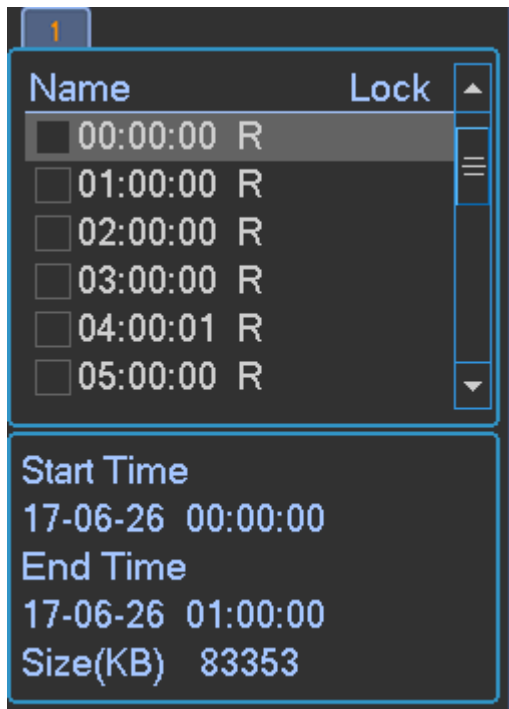 1
Name Lock
00:00:00 R
01:00:00 R
02:00:00 R
03:00:00 R
04:00:01 R
05:00:00 R
Start Time
17-06-26 00:00:00
End Time
17-06-26 01:00:00
Size(KB) 83353